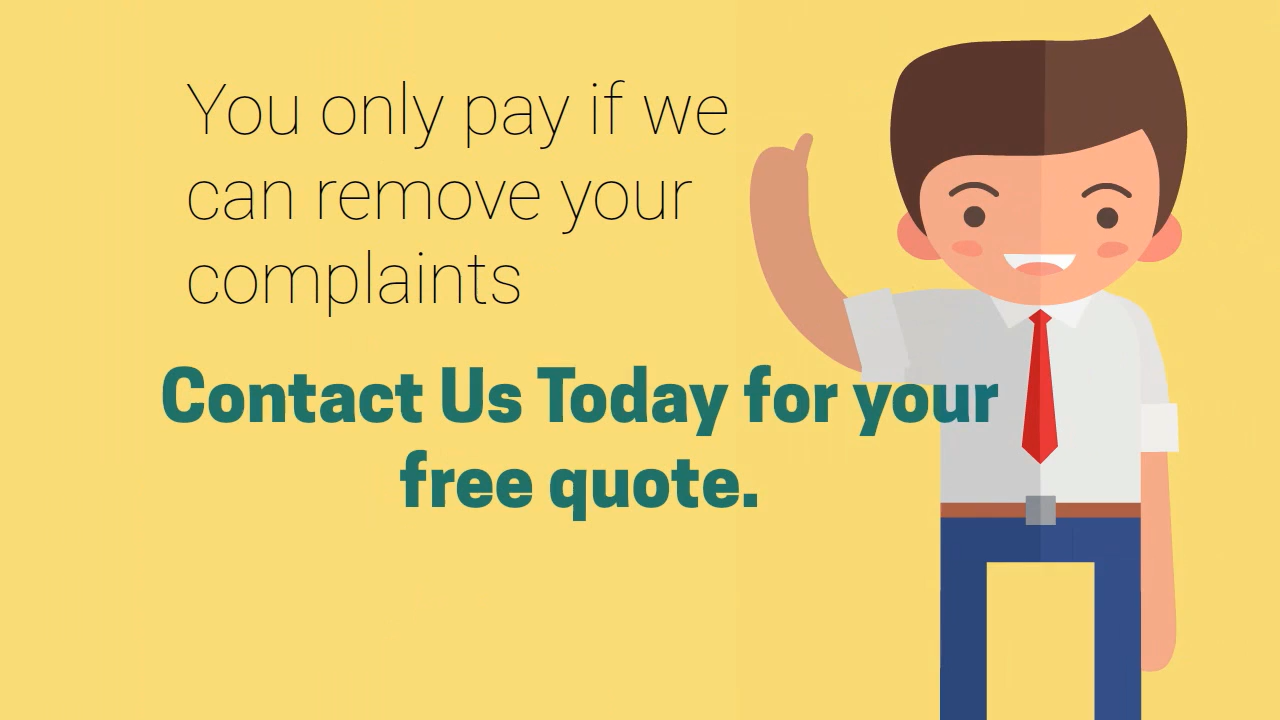 You only pay if we
can remove your
complaints
Contact Us Today for your
free quote.